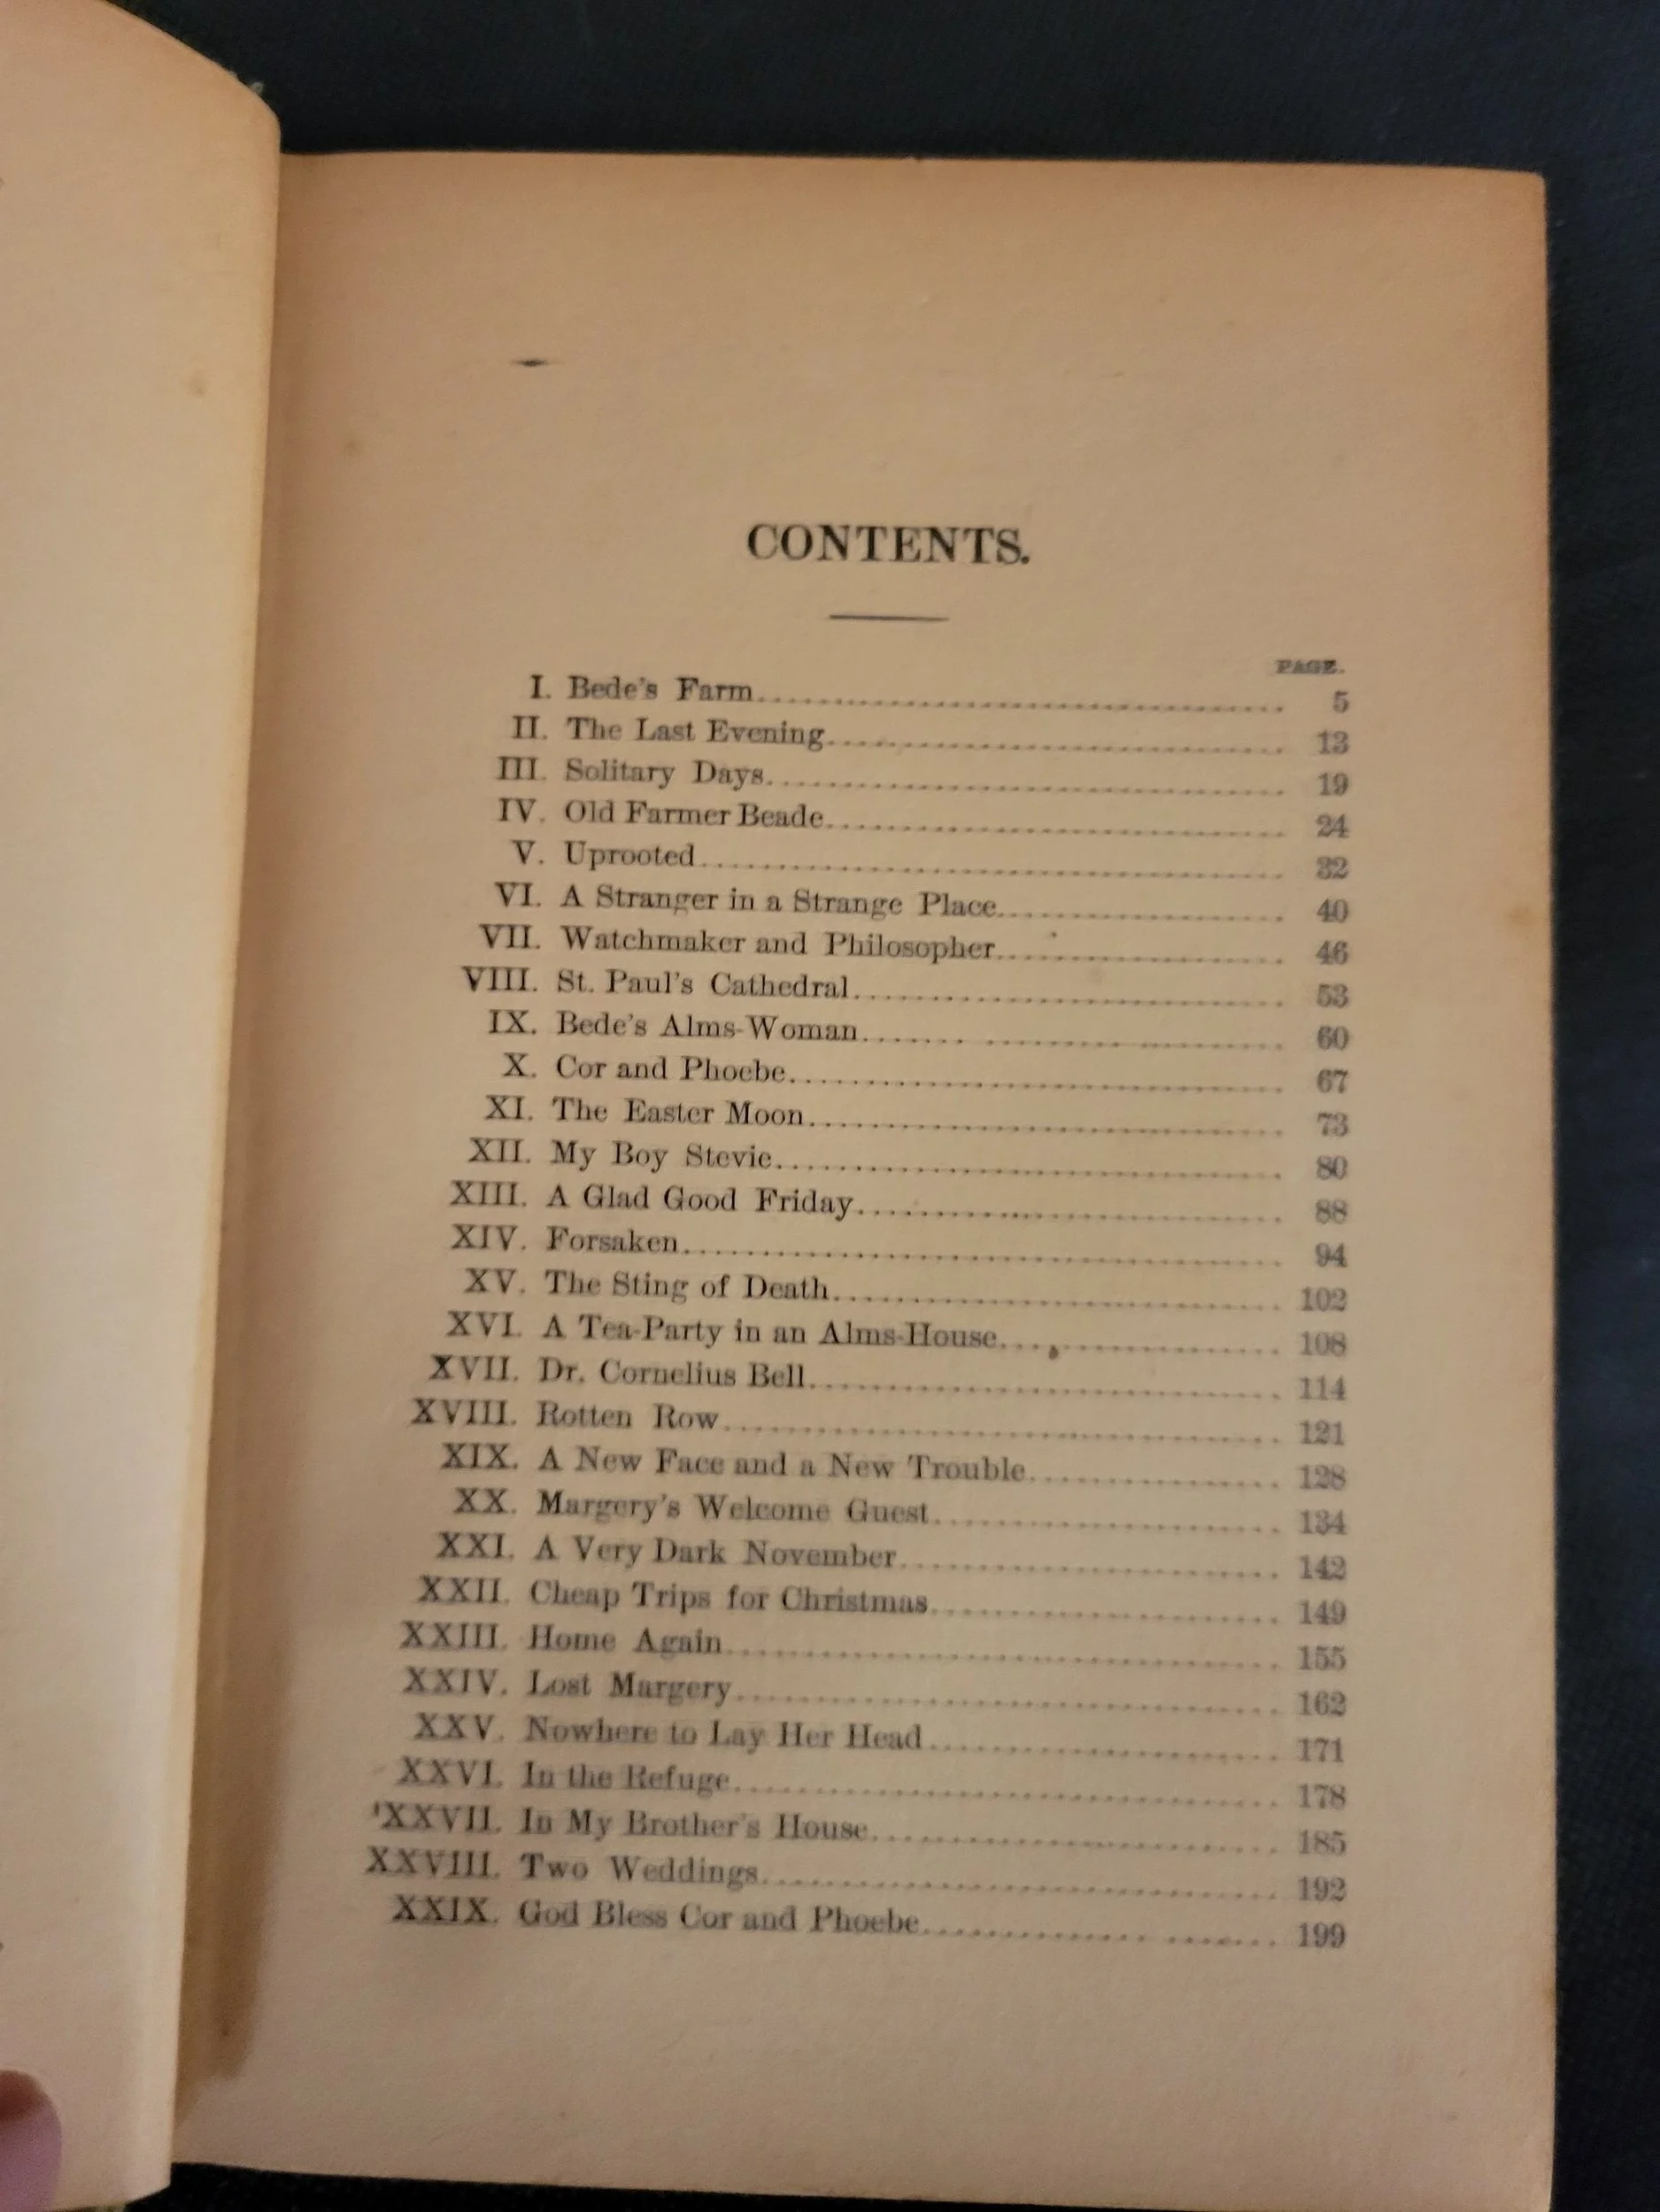 CONTENTS.
PAGE.
I. Bede's Farm 5
II. The Last Evening 13
III. Solitary Days 19
IV. Old Farmer Beade 24
V. Uprooted 32
VI. A Stranger in a Strange Place 40
VII. Watchmaker and Philosopher 46
VIII. St. Paul's Cathedral 53
IX. Bede's Alms-Woman 60
X. Cor and Phoebe 67
XI. The Easter Moon 73
XII. My Boy Stevie 80
XIII. A Glad Good Friday 88
XIV. Forsaken 94
XV. The Sting of Death 102
XVI. A Tea-Party in an Alms-House 108
XVII. Dr. Cornelius Bell 114
XVIII. Rotten Row 121
XIX. A New Face and a New Trouble 128
XX. Margery's Welcome Guest 134
XXI. A Very Dark November 142
XXII. Cheap Trips for Christmas 149
XXIII. Home Again 155
XXIV. Lost Margery 162
XXV. Nowhere to Lay Her Head 171
XXVI. In the Refuge 178
XXVII. In My Brother's House 185
XXVIII. Two Weddings 192
XXIX. God Bless Cor and Phoebe 199